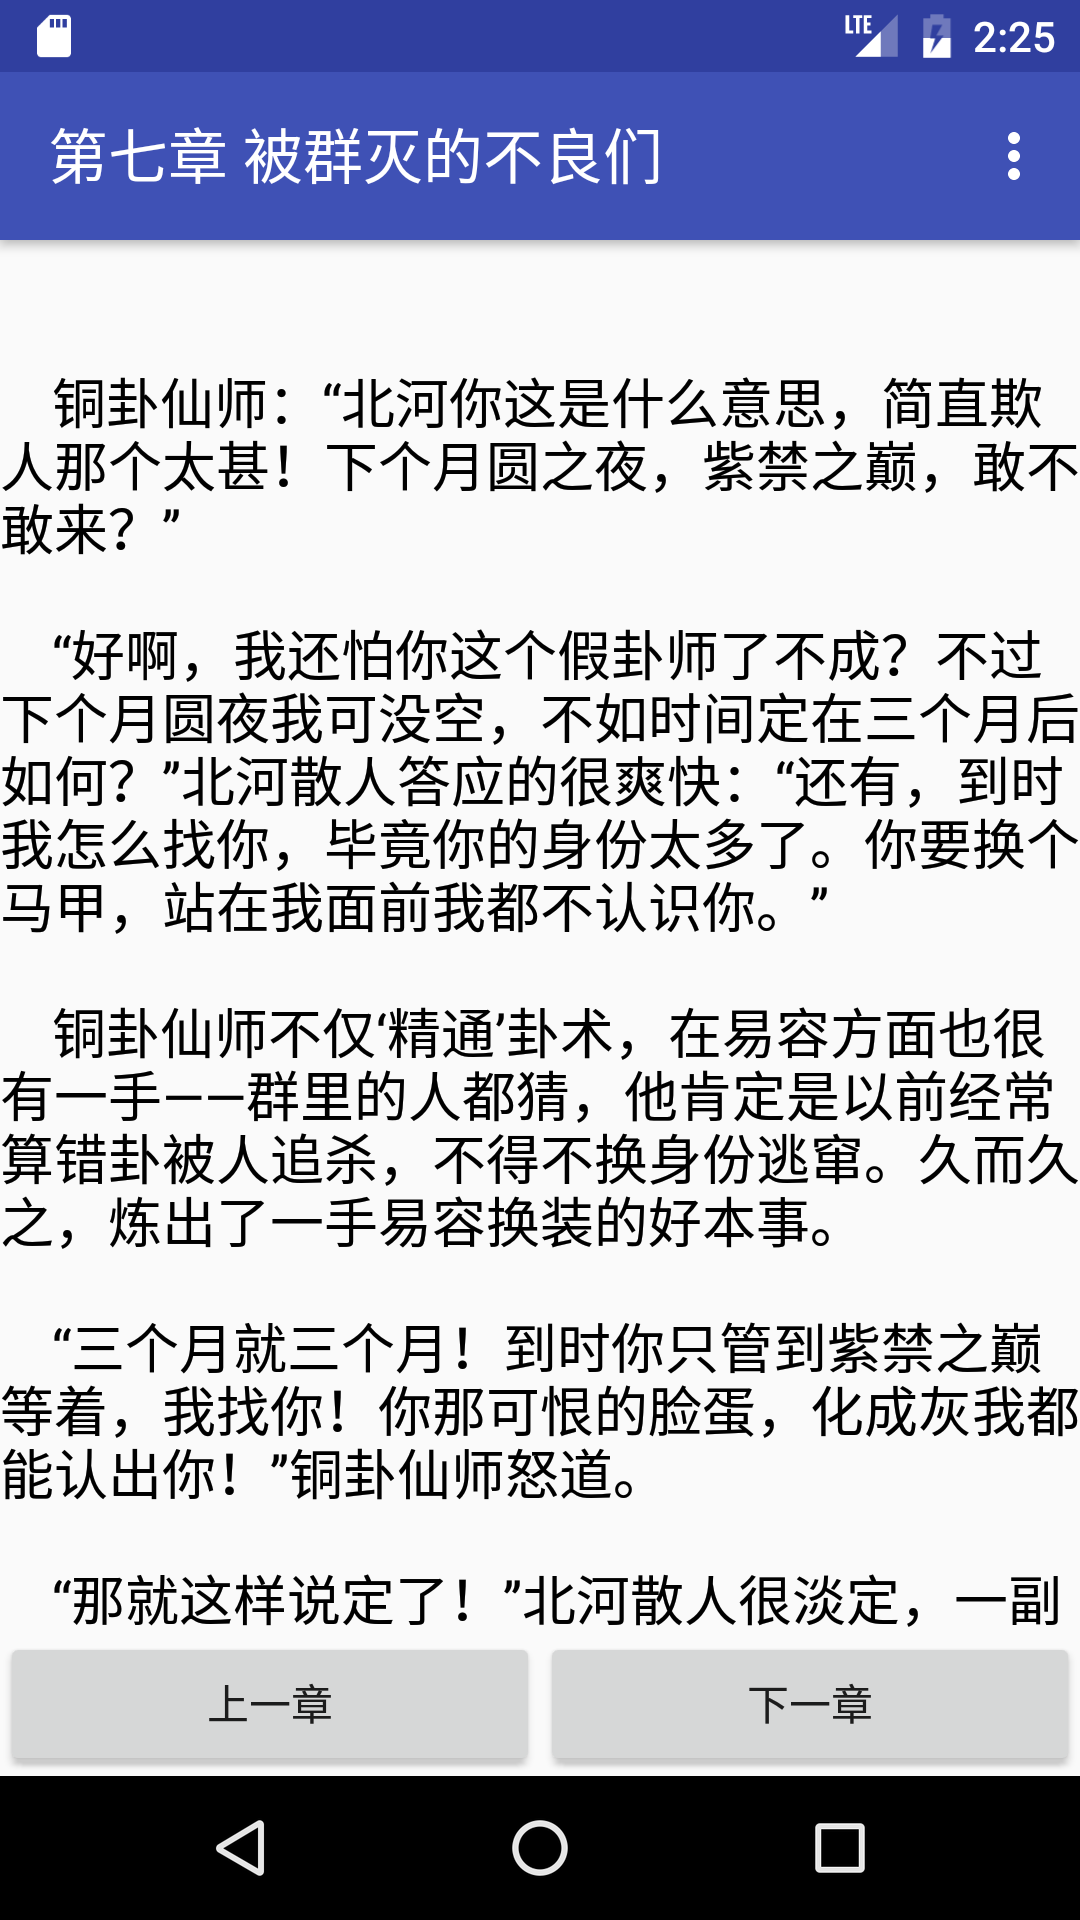 LTE 2:25
第七章 被群灭的不良们
铜卦仙师：“北河你这是什么意思，简直欺
人那个太甚！下个月圆之夜，紫禁之巅，敢不
敢来？”
“好啊，我还怕你这个假卦师了不成？不过
下个月圆夜我可没空，不如时间定在三个月后
如何？”北河散人答应的很爽快：“还有，到时
我怎么找你，毕竟你的身份太多了。你要换个
马甲，站在我面前我都不认识你。”
铜卦仙师不仅‘精通’卦术，在易容方面也很
有一手——群里的人都猜，他肯定是以前经常
算错卦被人追杀，不得不换身份逃窜。久而久
之，炼出了一手易容换装的好本事。
“三个月就三个月！到时你只管到紫禁之巅
等着，我找你！你那可恨的脸蛋，化成灰我都
能认出你！”铜卦仙师怒道。
“那就这样说定了！”北河散人很淡定，一副
上一章 下一章